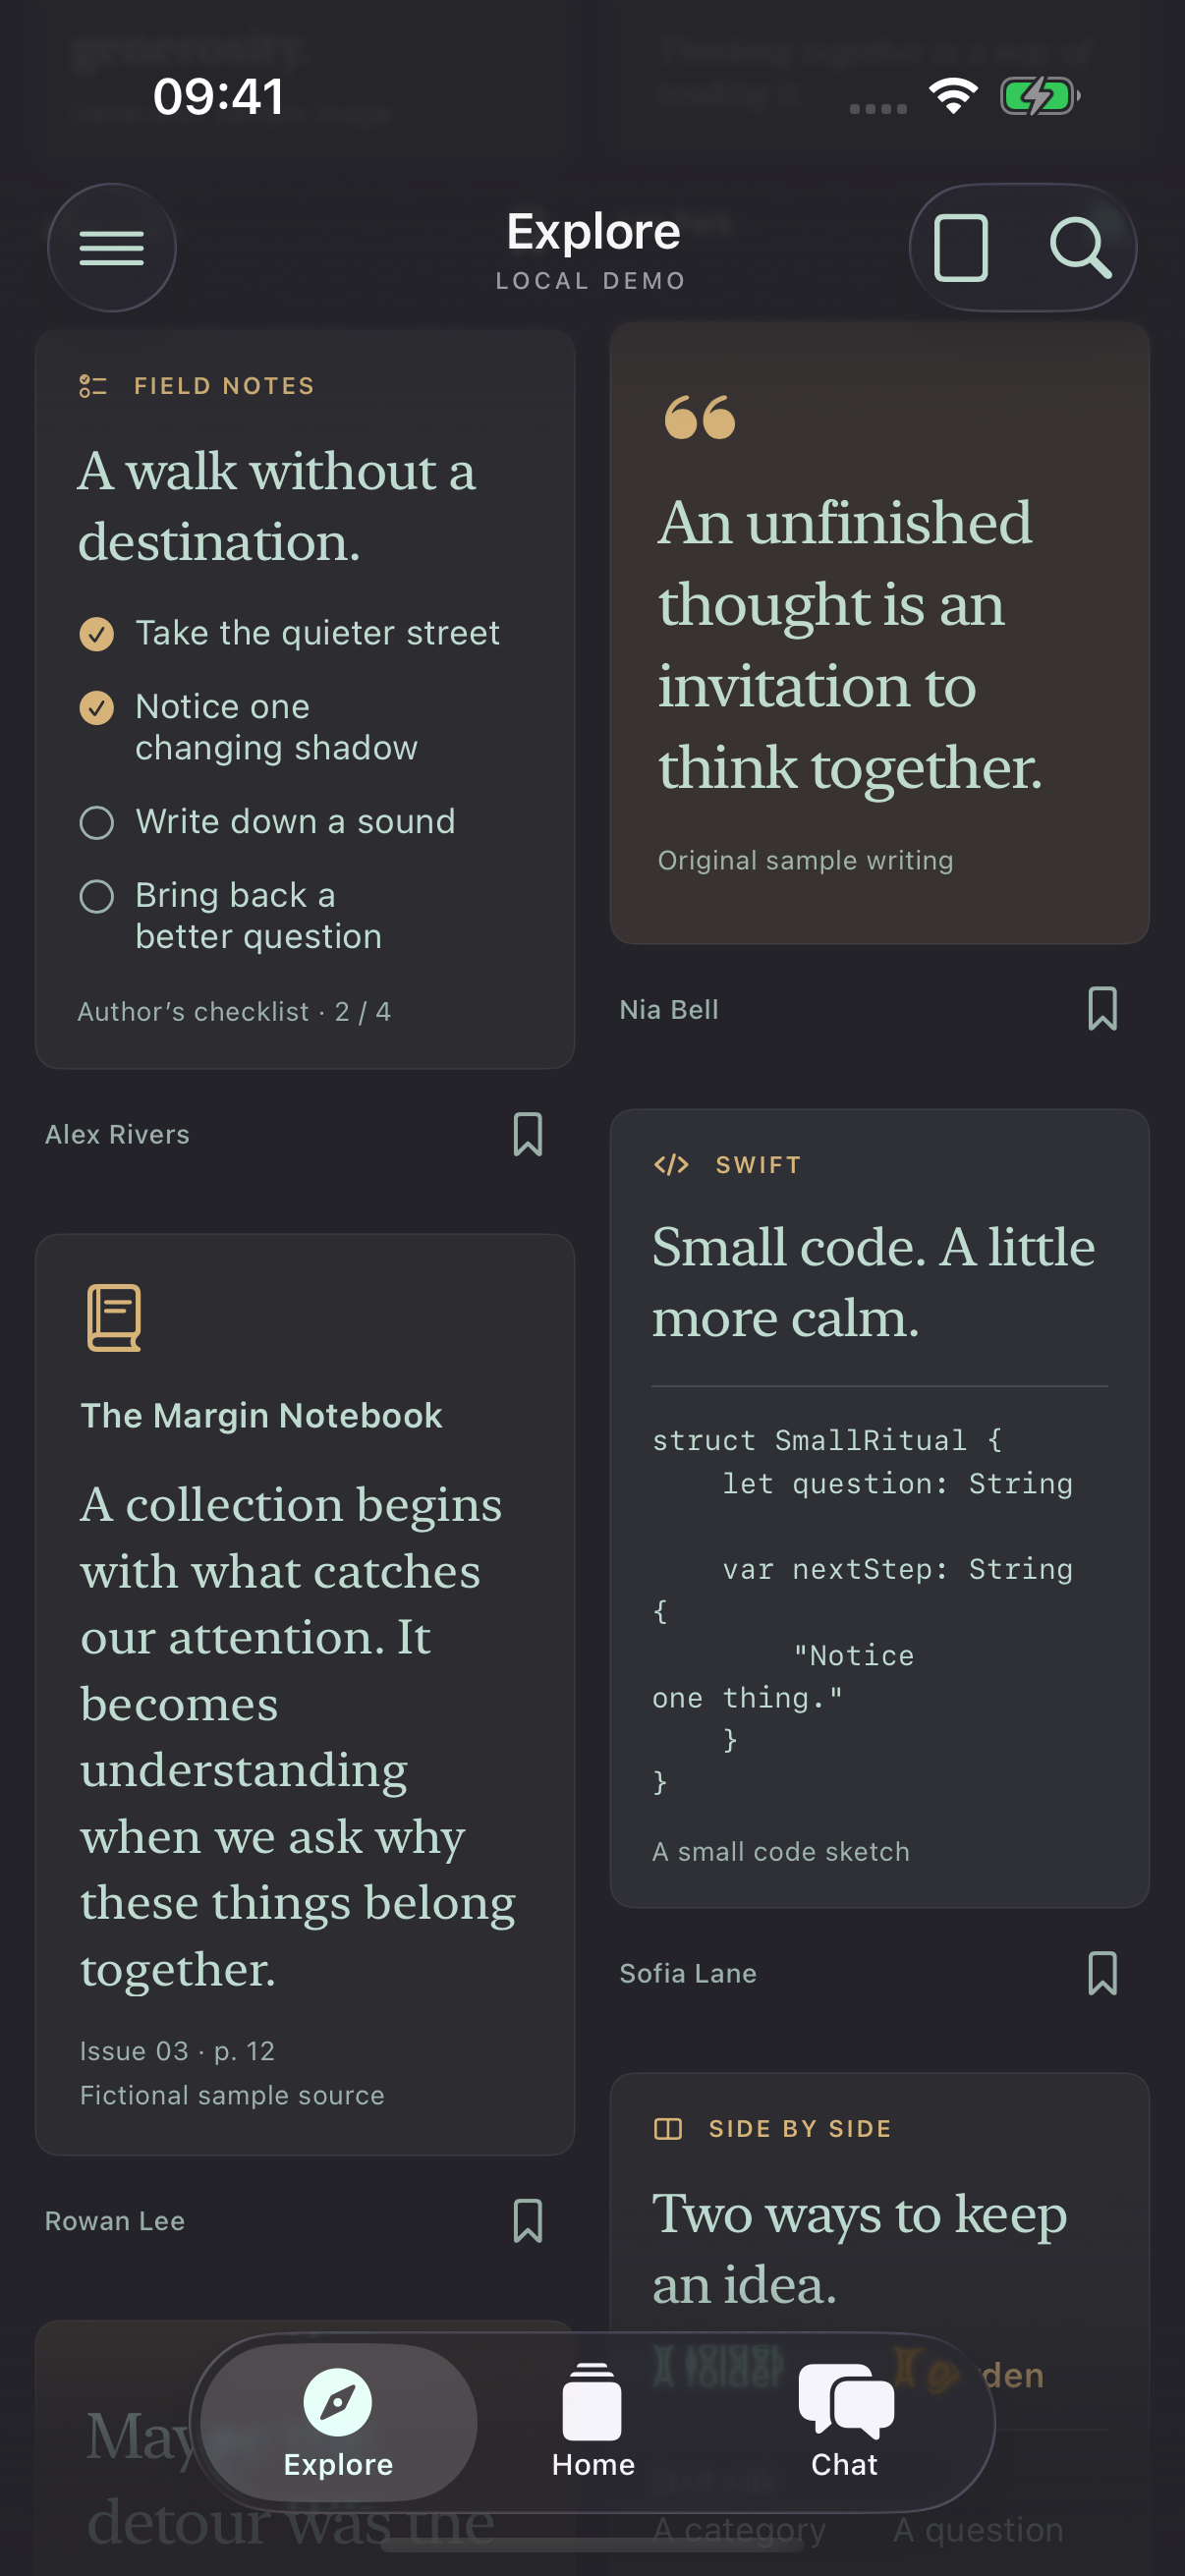 generosity.
09:41
Explore
LOCAL DEMO
FIELD NOTES
A walk without a
destination.
Take the quieter street
Notice one
changing shadow
Write down a sound
Bring back a
better question
Author’s checklist · 2 / 4
Alex Rivers
The Margin Notebook
A collection begins
with what catches
our attention. It
becomes
understanding
when we ask why
these things belong
together.
Issue 03 · p. 12
Fictional sample source
Rowan Lee
detour was the
“
An unfinished
thought is an
invitation to
think together.
Original sample writing
Nia Bell
</> SWIFT
Small code. A little
more calm.
struct SmallRitual {
    let question: String
    var nextStep: String
{
        "Notice
one thing."
    }
}
A small code sketch
Sofia Lane
SIDE BY SIDE
Two ways to keep
an idea.
A folder
A category
A question
Explore
Home
Chat